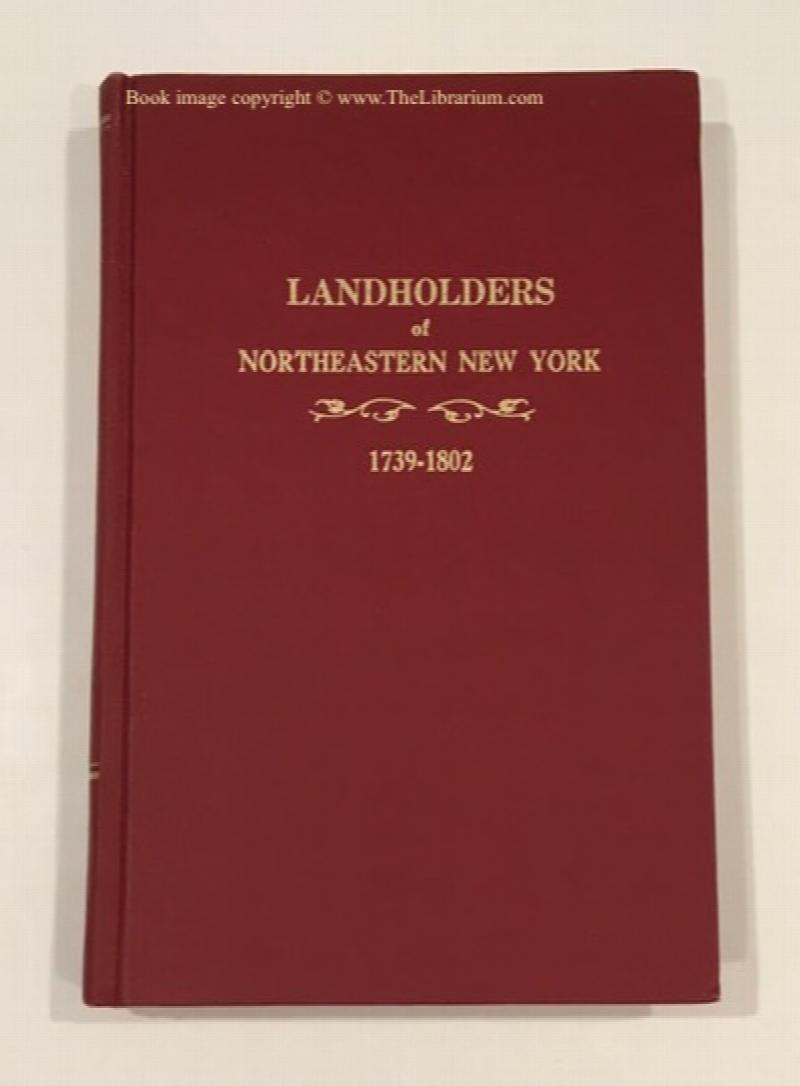 Book image copyright © www.TheLibrarium.com
LANDHOLDERS
of
NORTHEASTERN NEW YORK
1739-1802